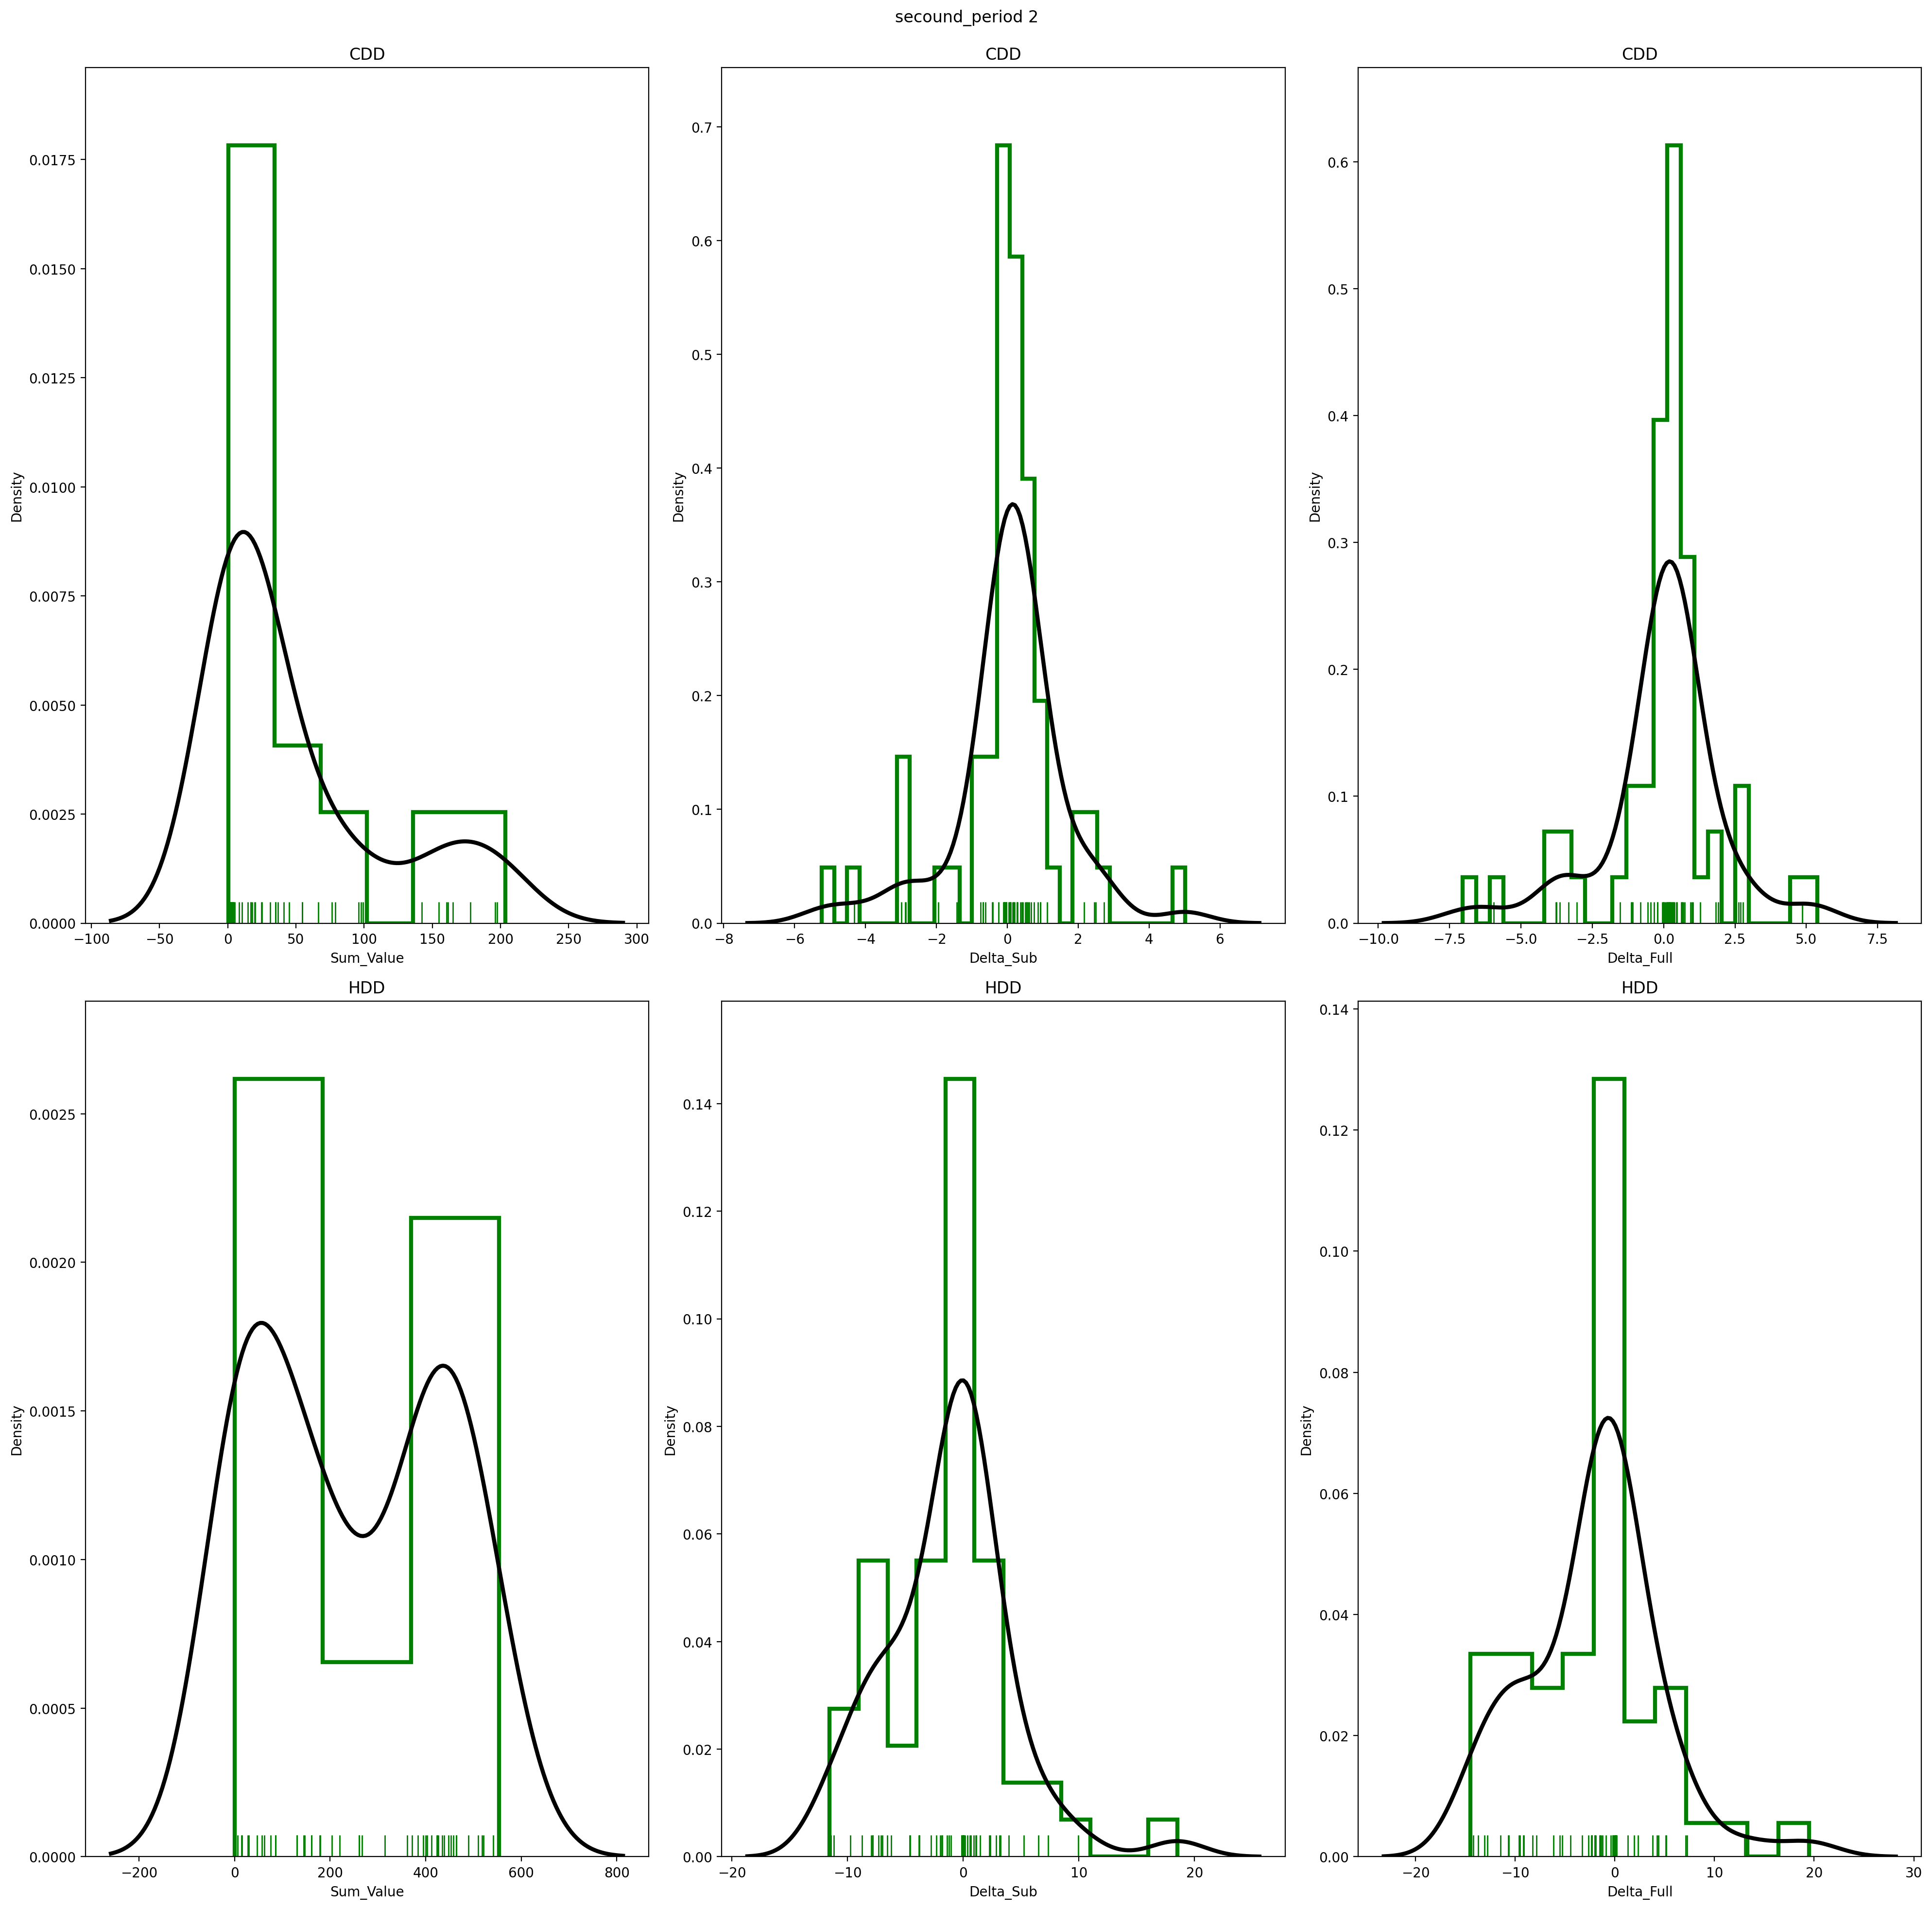 secound_period 2
CDD
CDD
CDD
0.0175
0.0150
0.0125
0.0100
0.0075
0.0050
0.0025
0.0000
Density
−100 −50 0 50 100 150 200 250 300
Sum_Value
0.7
0.6
0.5
0.4
0.3
0.2
0.1
0.0
Density
−8 −6 −4 −2 0 2 4 6
Delta_Sub
0.6
0.5
0.4
0.3
0.2
0.1
0.0
Density
−10.0 −7.5 −5.0 −2.5 0.0 2.5 5.0 7.5
Delta_Full
HDD
HDD
HDD
0.0025
0.0020
0.0015
0.0010
0.0005
0.0000
Density
−200 0 200 400 600 800
Sum_Value
0.14
0.12
0.10
0.08
0.06
0.04
0.02
0.00
Density
−20 −10 0 10 20
Delta_Sub
0.14
0.12
0.10
0.08
0.06
0.04
0.02
0.00
Density
−20 −10 0 10 20 30
Delta_Full